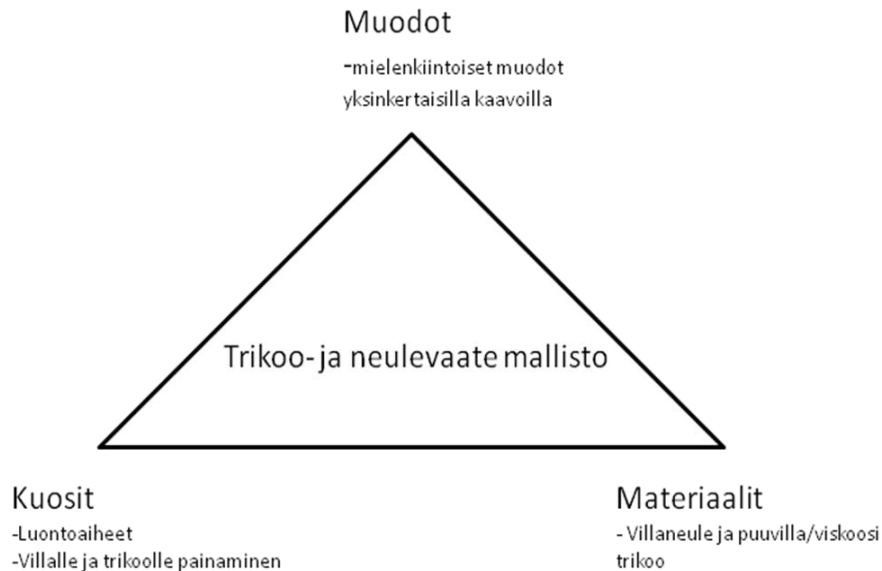 Muodot
-mielenkiintoiset muodot
yksinkertaisilla kaavoilla
Trikoo- ja neulevaate mallisto
Kuosit
-Luontoaiheet
-Villalle ja trikoolle painaminen
Materiaalit
- Villaneule ja puuvilla/viskoosi
trikoo